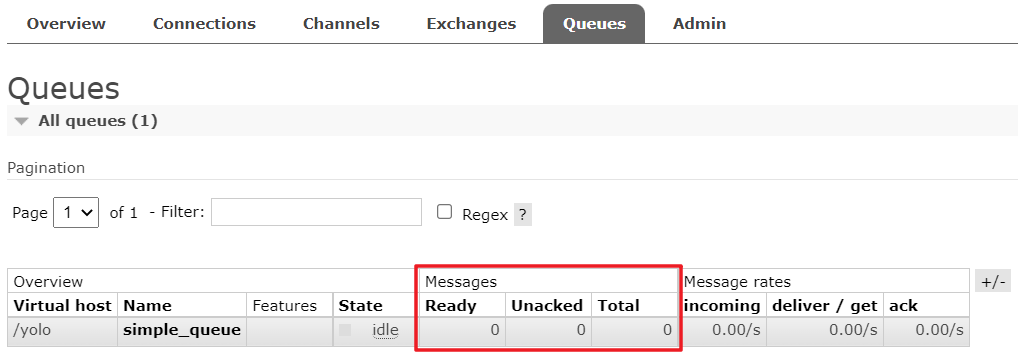 Overview Connections Channels Exchanges Queues Admin
Queues
All queues (1)
Pagination
Page 1 of 1 - Filter: Regex ?
Overview Messages Message rates +/-
Virtual host Name Features State Ready Unacked Total incoming deliver / get ack
/yolo simple_queue idle 0 0 0 0.00/s 0.00/s 0.00/s